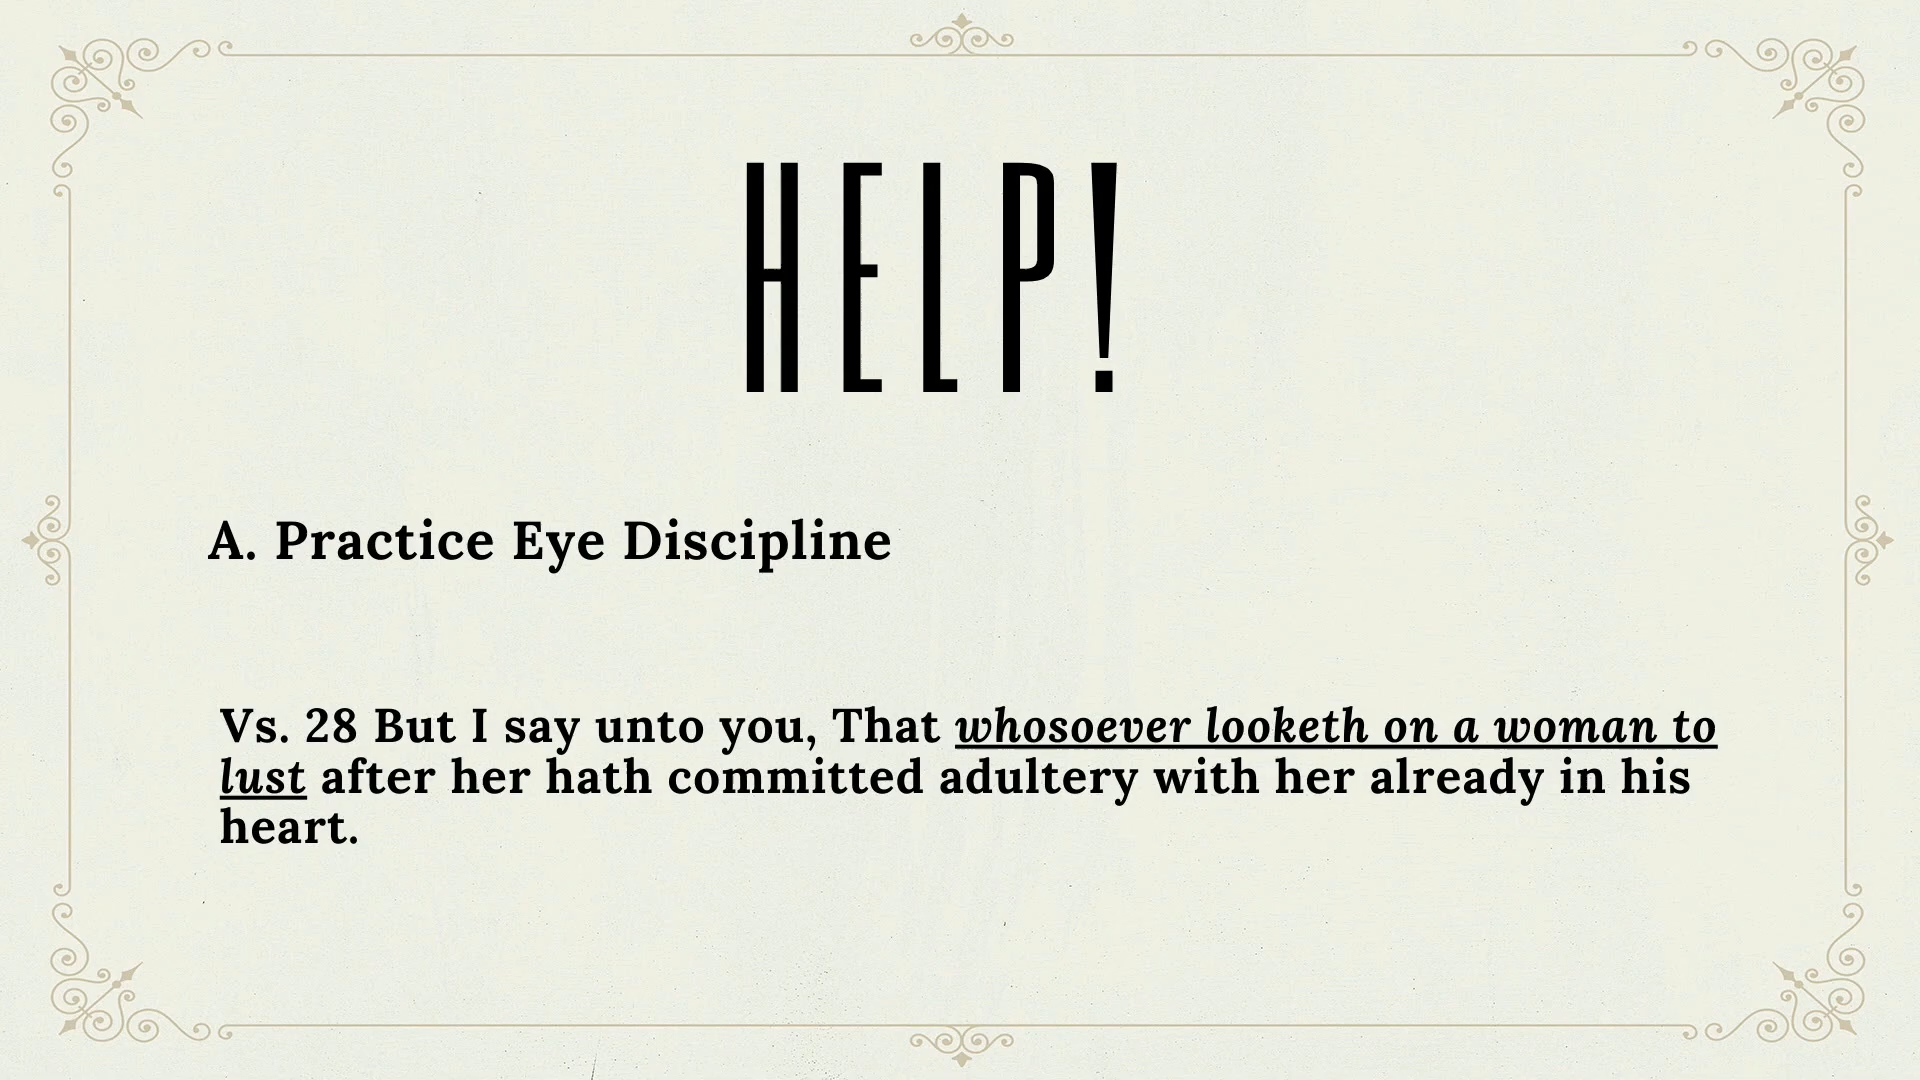 HELP!
A. Practice Eye Discipline
Vs. 28 But I say unto you, That whosoever looketh on a woman to
lust after her hath committed adultery with her already in his
heart.